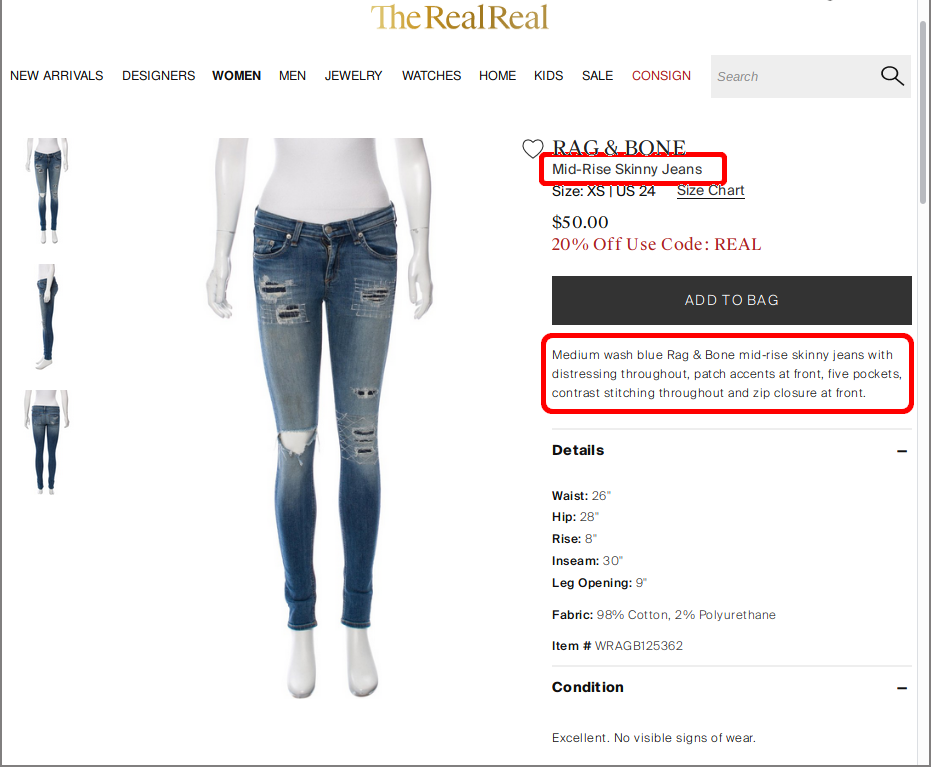 The RealReal
NEW ARRIVALS DESIGNERS WOMEN MEN JEWELRY WATCHES HOME KIDS SALE CONSIGN Search
RAG & BONE
Mid-Rise Skinny Jeans
Size: XS | US 24 Size Chart
$50.00
20% Off Use Code: REAL
ADD TO BAG
Medium wash blue Rag & Bone mid-rise skinny jeans with
distressing throughout, patch accents at front, five pockets,
contrast stitching throughout and zip closure at front.
Details −
Waist: 26"
Hip: 28"
Rise: 8"
Inseam: 30"
Leg Opening: 9"
Fabric: 98% Cotton, 2% Polyurethane
Item # WRAGB125362
Condition −
Excellent. No visible signs of wear.